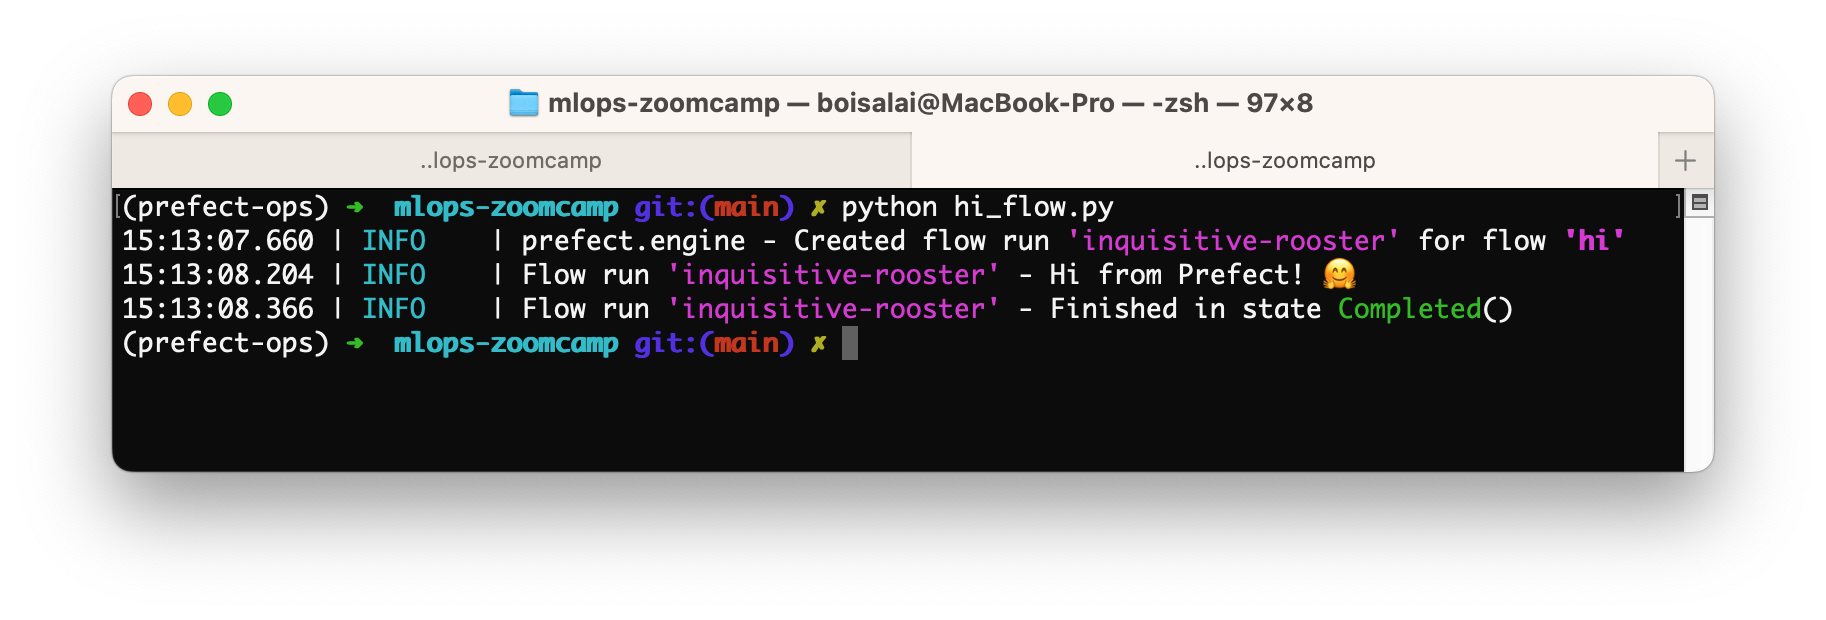 mlops-zoomcamp — boisalai@MacBook-Pro — -zsh — 97×8
..lops-zoomcamp ..lops-zoomcamp +
(prefect-ops) ➜  mlops-zoomcamp git:(main) ✗ python hi_flow.py
15:13:07.660 | INFO    | prefect.engine - Created flow run 'inquisitive-rooster' for flow 'hi'
15:13:08.204 | INFO    | Flow run 'inquisitive-rooster' - Hi from Prefect! 🤗
15:13:08.366 | INFO    | Flow run 'inquisitive-rooster' - Finished in state Completed()
(prefect-ops) ➜  mlops-zoomcamp git:(main) ✗